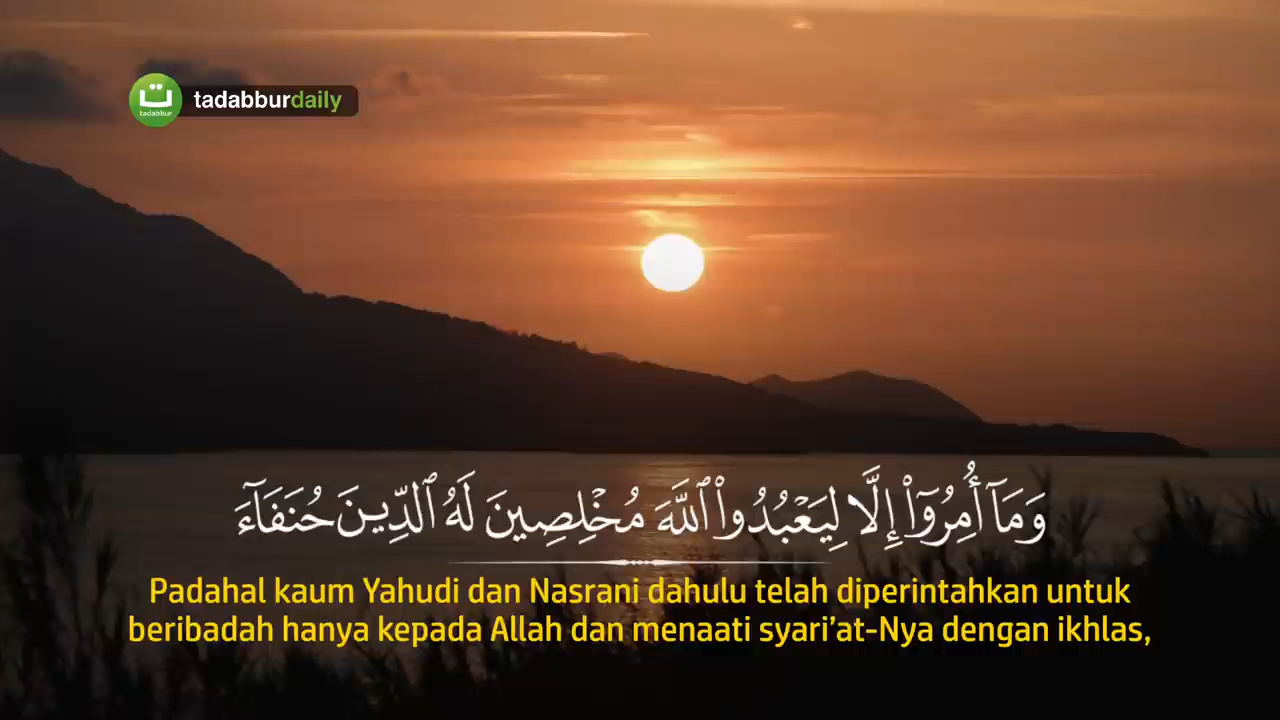 ت
tadabbur
tadabburdaily
وَمَآ أُمِرُوٓا۟ إِلَّا لِيَعْبُدُوا۟ ٱللَّهَ مُخْلِصِينَ لَهُ ٱلدِّينَ حُنَفَآءَ
Padahal kaum Yahudi dan Nasrani dahulu telah diperintahkan untuk
beribadah hanya kepada Allah dan menaati syari’at-Nya dengan ikhlas,